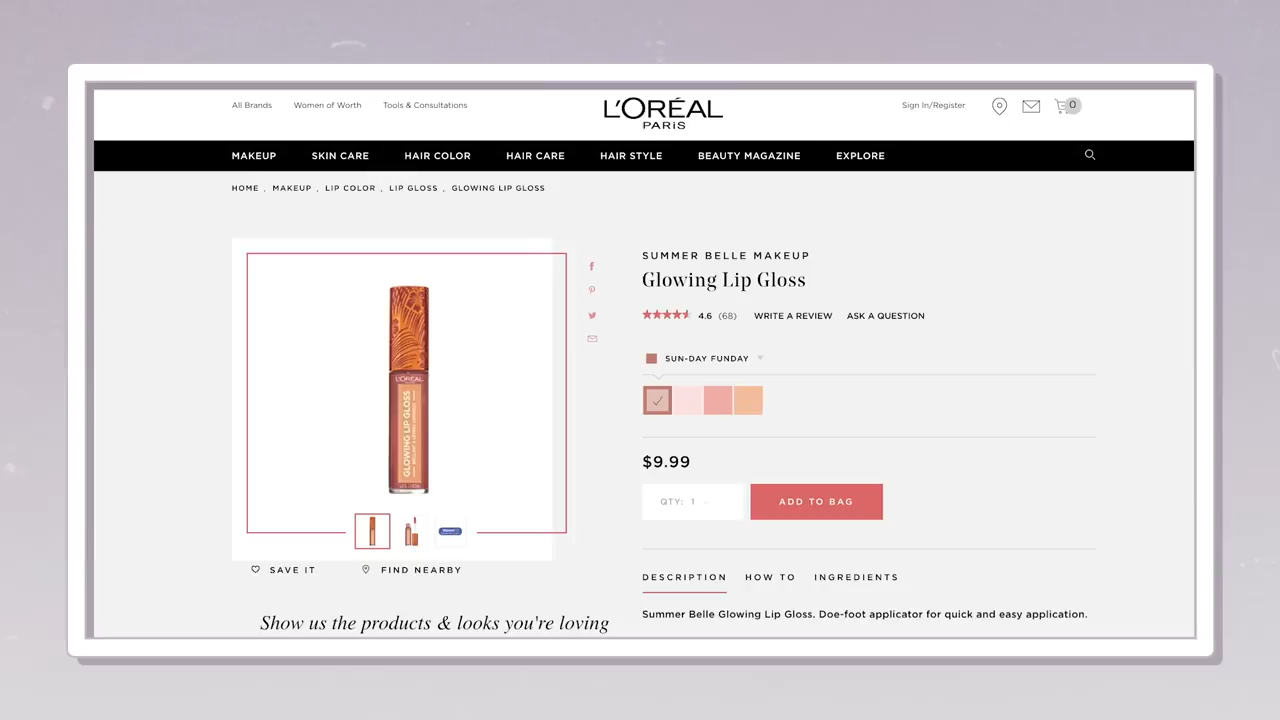 All Brands Women of Worth Tools & Consultations
L'ORÉAL
PARiS
Sign In/Register
0
MAKEUP SKIN CARE HAIR COLOR HAIR CARE HAIR STYLE BEAUTY MAGAZINE EXPLORE
HOME , MAKEUP , LIP COLOR , LIP GLOSS , GLOWING LIP GLOSS
L'ORÉAL
GLOWING LIP GLOSS
SAVE IT
FIND NEARBY
Show us the products & looks you're loving
SUMMER BELLE MAKEUP
Glowing Lip Gloss
4.6 (68) WRITE A REVIEW ASK A QUESTION
SUN-DAY FUNDAY
$9.99
QTY: 1
ADD TO BAG
DESCRIPTION HOW TO INGREDIENTS
Summer Belle Glowing Lip Gloss. Doe-foot applicator for quick and easy application.